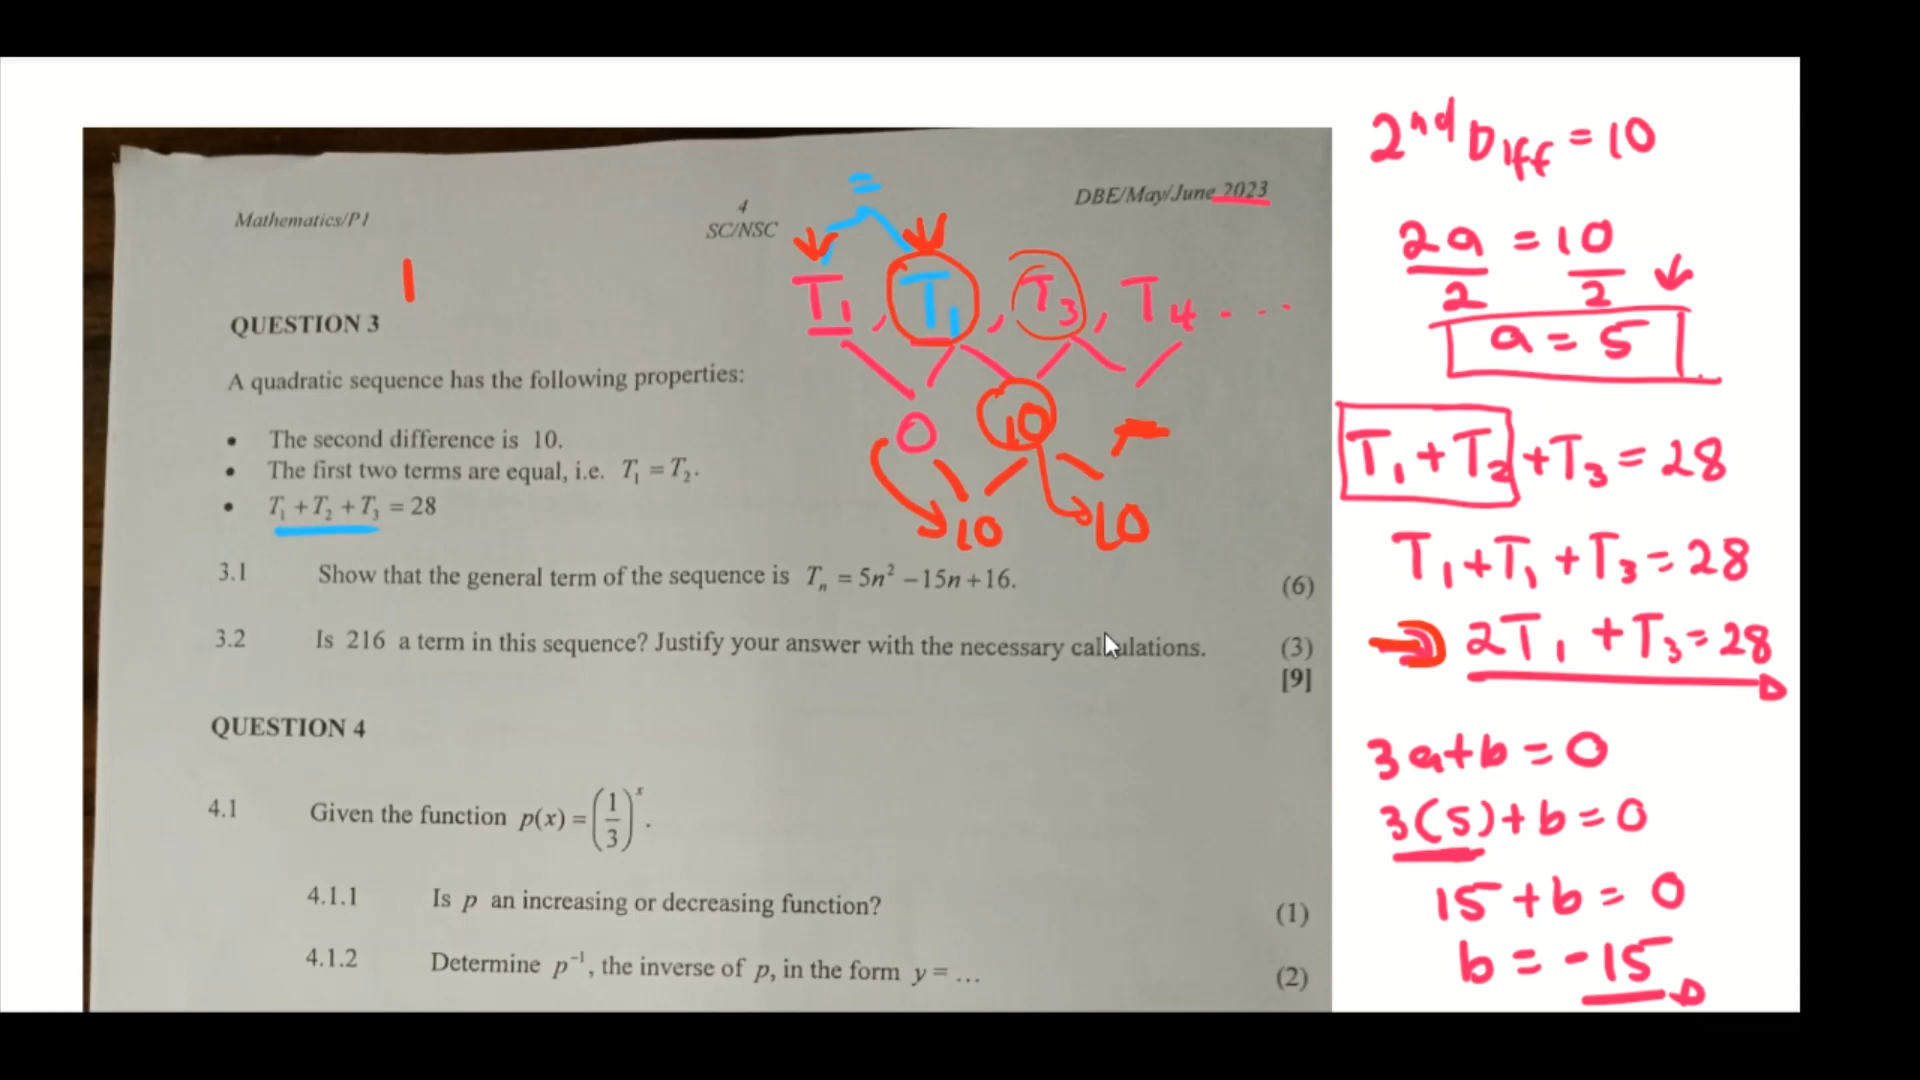 Mathematics/P1
4
SC/NSC
DBE/May/June 2023
=
T₁, T₁, T₃, T₄ ....
0 10
10 10
1
QUESTION 3
A quadratic sequence has the following properties:
• The second difference is 10.
• The first two terms are equal, i.e. T₁ = T₂.
• T₁ + T₂ + T₃ = 28
3.1 Show that the general term of the sequence is Tₙ = 5n² − 15n + 16. (6)
3.2 Is 216 a term in this sequence? Justify your answer with the necessary calculations. (3)
[9]
QUESTION 4
4.1 Given the function p(x) = (1/3)ˣ.
4.1.1 Is p an increasing or decreasing function? (1)
4.1.2 Determine p⁻¹, the inverse of p, in the form y = ... (2)
2nd Diff = 10
2a = 10
2 2
a = 5
T₁ + T₂ + T₃ = 28
T₁ + T₁ + T₃ = 28
2T₁ + T₃ = 28
3a + b = 0
3(5) + b = 0
15 + b = 0
b = -15